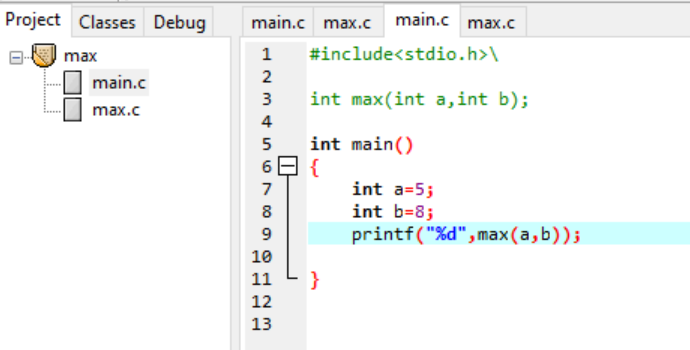 Project Classes Debug
max
main.c
max.c
main.c max.c main.c max.c
1 #include<stdio.h>\
2
3 int max(int a,int b);
4
5 int main()
6 {
7 int a=5;
8 int b=8;
9 printf("%d",max(a,b));
10
11 }
12
13